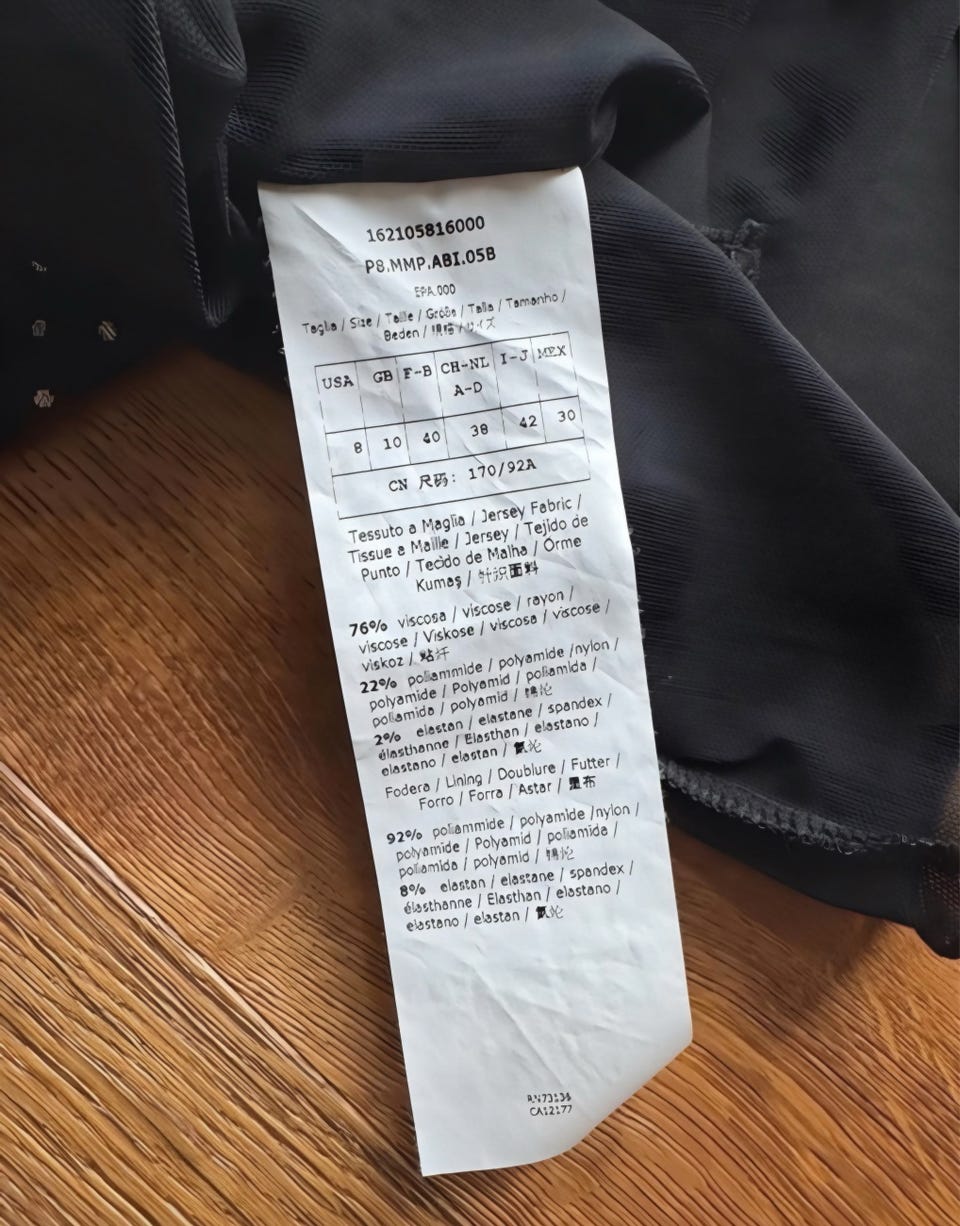 162105816000
P8.MMP.ABI.05B
EPA.000
Taglia / Size / Taille / Größe / Talla / Tamanho /
Beden /
USA GB F-B CH-NL A-D I-J MEX
8 10 40 38 42 30
CN 尺码: 170/92A
Tessuto a Maglia / Jersey Fabric /
Tissue a Maille / Jersey / Tejido de
Punto / Tecido de Malha / Örme
Kumaş / 针织面料
76% viscosa / viscose / rayon /
viscose / Viskose / viscosa / viscose /
viskoz / 粘纤
22% poliammide / polyamide /nylon /
polyamide / Polyamid / poliamida /
poliamida / polyamid / 锦纶
2% elastan / elastane / spandex /
élasthanne / Elasthan / elastano /
elastano / elastan / 氨纶
Fodera / Lining / Doublure / Futter /
Forro / Forra / Astar / 里布
92% poliammide / polyamide /nylon /
polyamide / Polyamid / poliamida /
poliamida / polyamid / 锦纶
8% elastan / elastane / spandex /
élasthanne / Elasthan / elastano /
elastano / elastan / 氨纶
CA12177